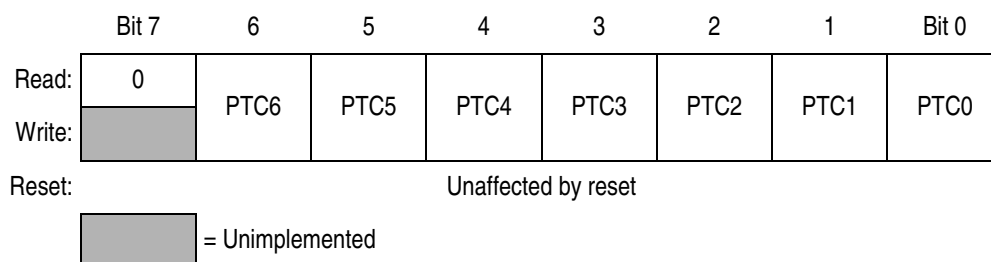 Bit 7 6 5 4 3 2 1 Bit 0
Read: 0 PTC6 PTC5 PTC4 PTC3 PTC2 PTC1 PTC0
Write:
Reset: Unaffected by reset
= Unimplemented